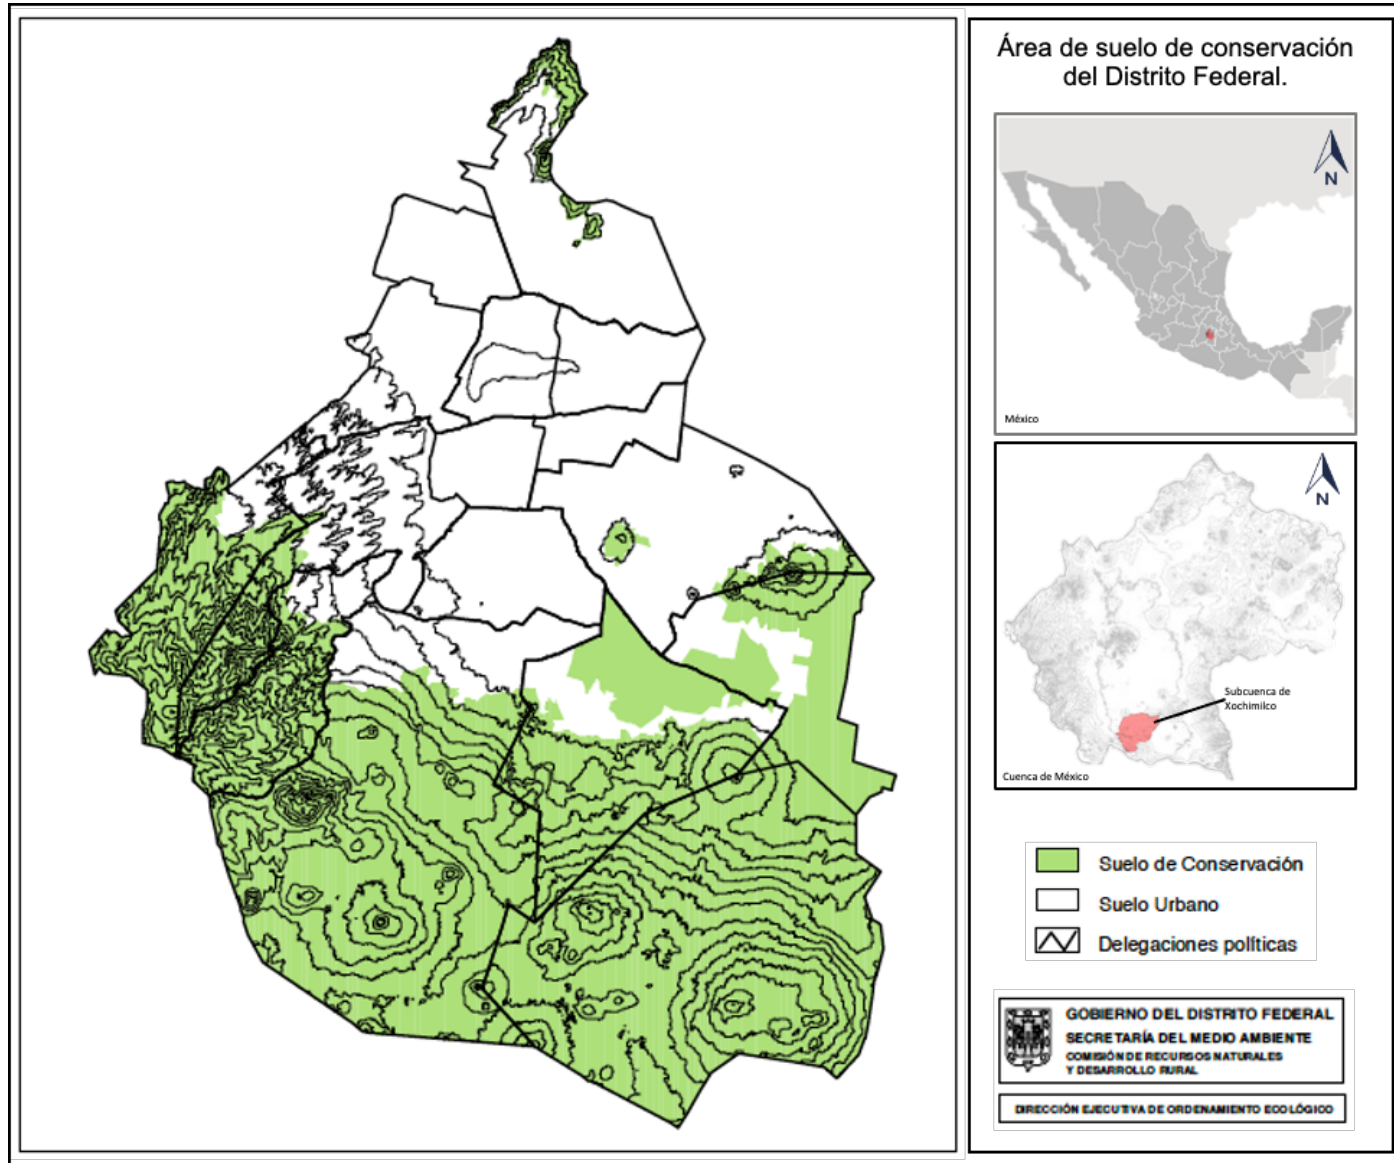 Área de suelo de conservación
del Distrito Federal.
N
México
N
Subcuenca de
Xochimilco
Cuenca de México
Suelo de Conservación
Suelo Urbano
Delegaciones políticas
GOBIERNO DEL DISTRITO FEDERAL
SECRETARÍA DEL MEDIO AMBIENTE
COMISIÓN DE RECURSOS NATURALES
Y DESARROLLO RURAL
DIRECCIÓN EJECUTIVA DE ORDENAMIENTO ECOLÓGICO